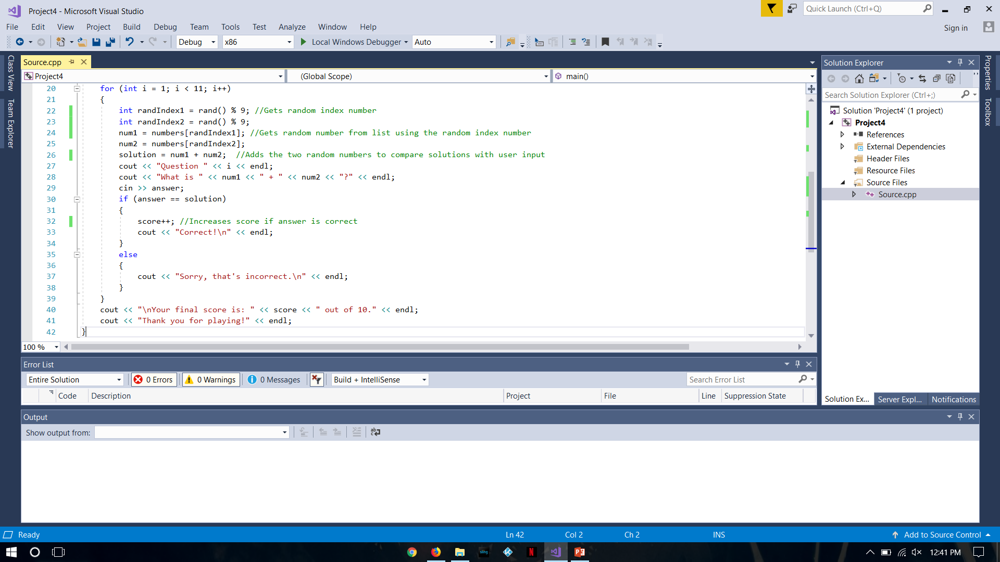 Project4 - Microsoft Visual Studio
Quick Launch (Ctrl+Q)
File Edit View Project Build Debug Team Tools Test Analyze Window Help
Sign in
Debug x86 Local Windows Debugger Auto
Class View
Team Explorer
Source.cpp
Project4 (Global Scope) main()
20 for (int i = 1; i < 11; i++)
21 {
22 int randIndex1 = rand() % 9; //Gets random index number
23 int randIndex2 = rand() % 9;
24 num1 = numbers[randIndex1]; //Gets random number from list using the random index number
25 num2 = numbers[randIndex2];
26 solution = num1 + num2;  //Adds the two random numbers to compare solutions with user input
27 cout << "Question " << i << endl;
28 cout << "What is " << num1 << " + " << num2 << "?" << endl;
29 cin >> answer;
30 if (answer == solution)
31 {
32 score++; //Increases score if answer is correct
33 cout << "Correct!\n" << endl;
34 }
35 else
36 {
37 cout << "Sorry, that's incorrect.\n" << endl;
38 }
39 }
40 cout << "\nYour final score is: " << score << " out of 10." << endl;
41 cout << "Thank you for playing!" << endl;
42 }
100 %
Error List
Entire Solution 0 Errors 0 Warnings 0 Messages Build + IntelliSense Search Error List
Code Description Project File Line Suppression State
Output
Show output from:
Solution Explorer
Search Solution Explorer (Ctrl+;)
Solution 'Project4' (1 project)
Project4
References
External Dependencies
Header Files
Resource Files
Source Files
Source.cpp
Solution Ex... Server Expl... Notifications
Properties
Toolbox
Ready Ln 42 Col 2 Ch 2 INS Add to Source Control
sling 12:41 PM